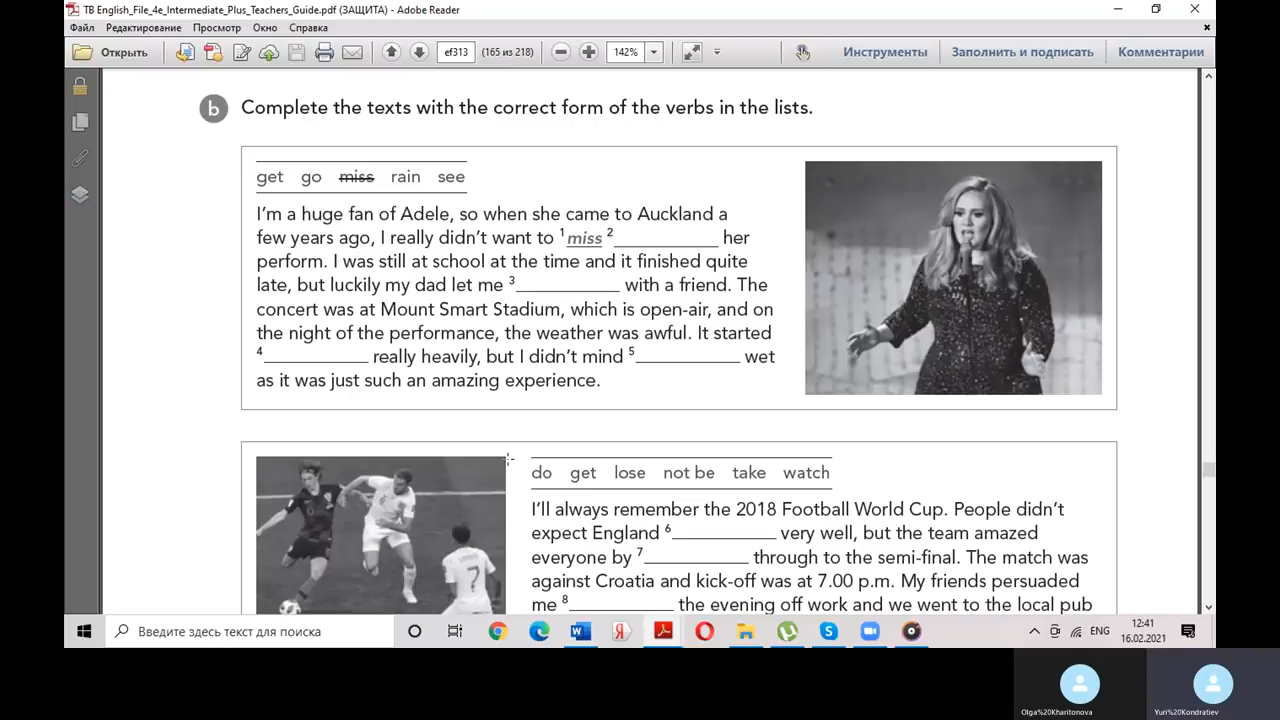 TB English_File_4e_Intermediate_Plus_Teachers_Guide.pdf (ЗАЩИТА) - Adobe Reader
Файл Редактирование Просмотр Окно Справка
Открыть ef313 (165 из 218) 142% Инструменты Заполнить и подписать Комментарии
b Complete the texts with the correct form of the verbs in the lists.
get go miss rain see
I'm a huge fan of Adele, so when she came to Auckland a
few years ago, I really didn't want to 1 miss 2 ____________ her
perform. I was still at school at the time and it finished quite
late, but luckily my dad let me 3 ____________ with a friend. The
concert was at Mount Smart Stadium, which is open-air, and on
the night of the performance, the weather was awful. It started
4 ____________ really heavily, but I didn't mind 5 ____________ wet
as it was just such an amazing experience.
do get lose not be take watch
I'll always remember the 2018 Football World Cup. People didn't
expect England 6 ____________ very well, but the team amazed
everyone by 7 ____________ through to the semi-final. The match was
against Croatia and kick-off was at 7.00 p.m. My friends persuaded
me 8 ____________ the evening off work and we went to the local pub
7
Введите здесь текст для поиска
ENG
12:41
16.02.2021
Olga%20Kharitonova
Yuri%20Kondratiev